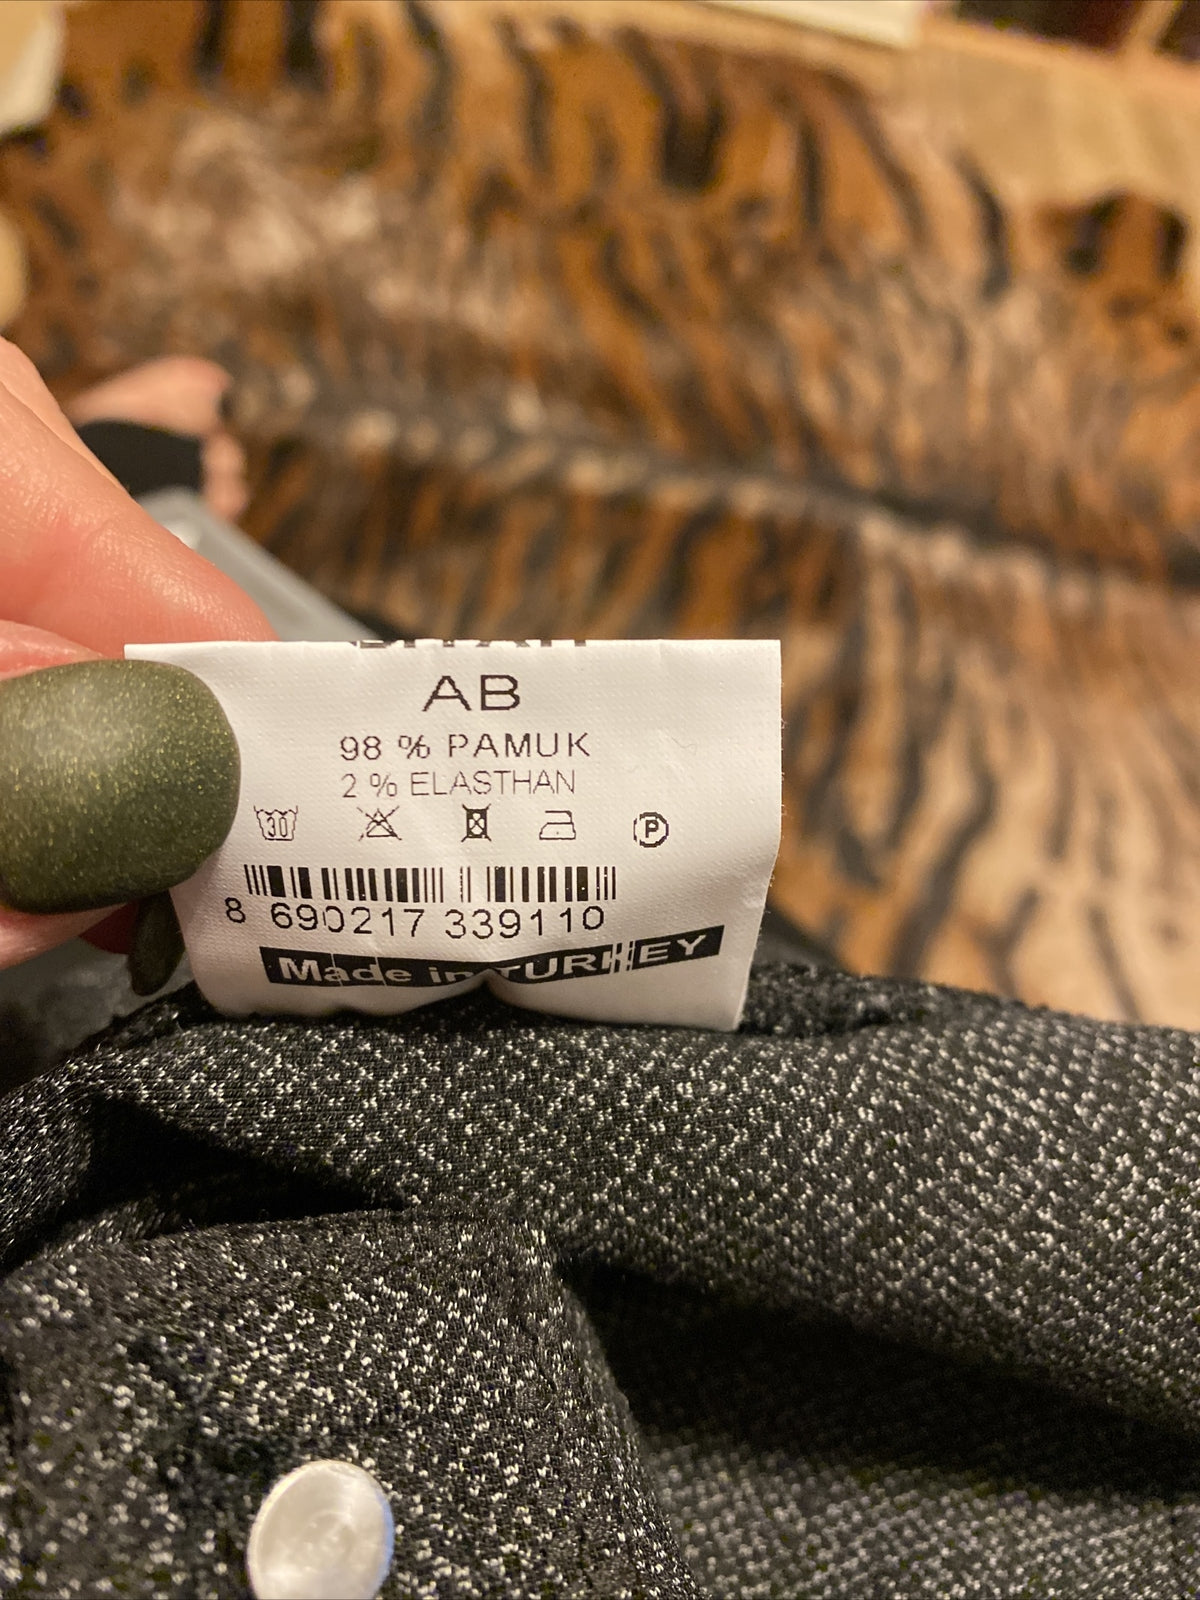 AB
98 % PAMUK
2 % ELASTHAN
30 P
8 690217 339110
Made in TURKEY